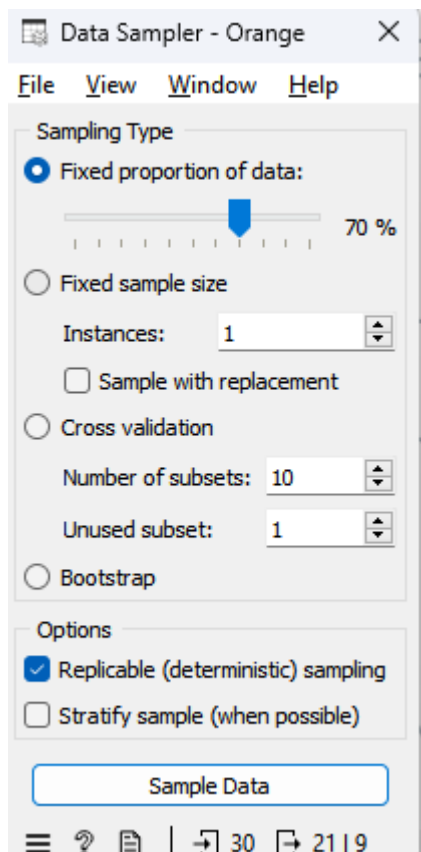 Data Sampler - Orange
File View Window Help
Sampling Type
Fixed proportion of data:
70 %
Fixed sample size
Instances: 1
Sample with replacement
Cross validation
Number of subsets: 10
Unused subset: 1
Bootstrap
Options
Replicable (deterministic) sampling
Stratify sample (when possible)
Sample Data
30 21|9